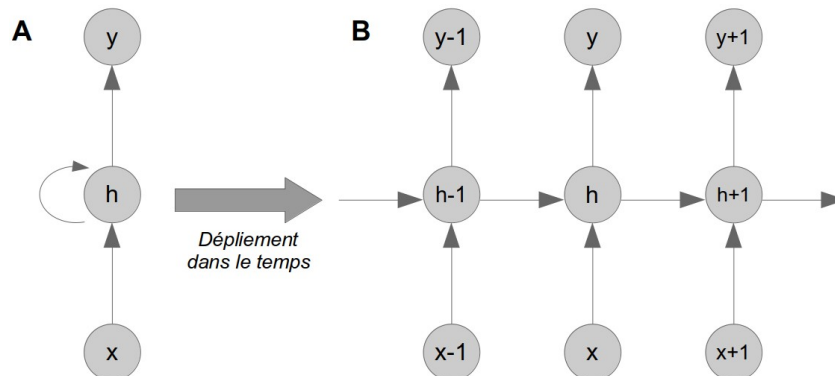 A
B
y
y-1
y
y+1
h
h-1
h
h+1
Dépliement
dans le temps
x
x-1
x
x+1